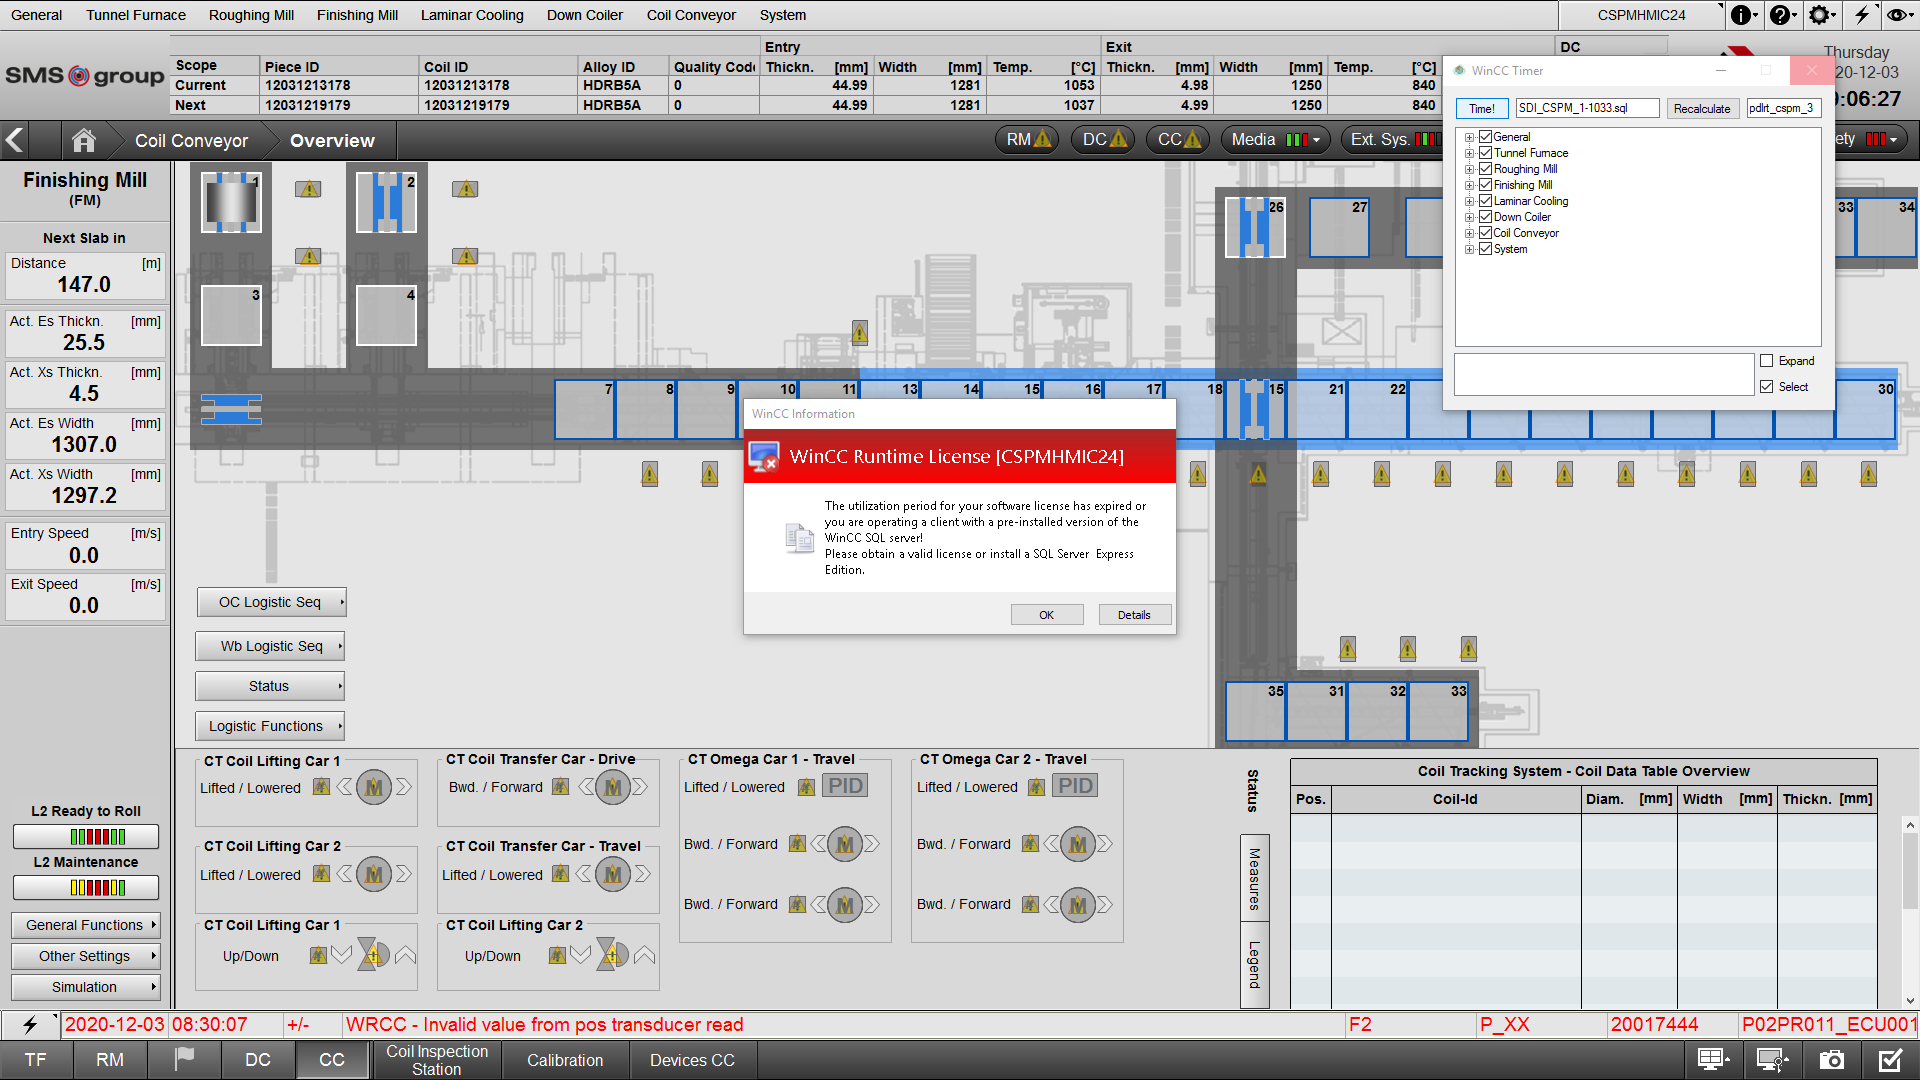 General Tunnel Furnace Roughing Mill Finishing Mill Laminar Cooling Down Coiler Coil Conveyor System CSPMHMIC24
SMS group
Entry Exit DC Thursday
Scope Piece ID Coil ID Alloy ID Quality Code Thickn. [mm] Width [mm] Temp. [°C] Thickn. [mm] Width [mm] Temp. [°C]
Current 12031213178 12031213178 HDRB5A 0 44.99 1281 1053 4.98 1250 840
Next 12031219179 12031219179 HDRB5A 0 44.99 1281 1037 4.99 1250 840
20-12-03
:06:27
WinCC Timer
Time! SDI_CSPM_1-1033.sql Recalculate pdlrt_cspm_3
General
Tunnel Furnace
Roughing Mill
Finishing Mill
Laminar Cooling
Down Coiler
Coil Conveyor
System
Expand
Select
Coil Conveyor Overview RM DC CC Media Ext. Sys. ety
Finishing Mill
(FM)
Next Slab in
Distance [m]
147.0
Act. Es Thickn. [mm]
25.5
Act. Xs Thickn. [mm]
4.5
Act. Es Width [mm]
1307.0
Act. Xs Width [mm]
1297.2
Entry Speed [m/s]
0.0
Exit Speed [m/s]
0.0
L2 Ready to Roll
L2 Maintenance
General Functions
Other Settings
Simulation
1 2 26 27 33 34
3 4
7 8 9 10 11 13 14 15 16 17 18 15 21 22 30
35 31 32 33
WinCC Information
WinCC Runtime License [CSPMHMIC24]
The utilization period for your software license has expired or
you are operating a client with a pre-installed version of the
WinCC SQL server!
Please obtain a valid license or install a SQL Server Express
Edition.
OK Details
OC Logistic Seq
Wb Logistic Seq
Status
Logistic Functions
CT Coil Lifting Car 1
Lifted / Lowered M
CT Coil Lifting Car 2
Lifted / Lowered M
CT Coil Lifting Car 1
Up/Down
CT Coil Transfer Car - Drive
Bwd. / Forward M
CT Coil Transfer Car - Travel
Lifted / Lowered M
CT Coil Lifting Car 2
Up/Down
CT Omega Car 1 - Travel
Lifted / Lowered PID
Bwd. / Forward M
Bwd. / Forward M
CT Omega Car 2 - Travel
Lifted / Lowered PID
Bwd. / Forward M
Bwd. / Forward M
Status
Measures
Legend
Coil Tracking System - Coil Data Table Overview
Pos. Coil-Id Diam. [mm] Width [mm] Thickn. [mm]
2020-12-03 08:30:07 +/- WRCC - Invalid value from pos transducer read F2 P_XX 20017444 P02PR011_ECU001
TF RM DC CC Coil Inspection Calibration Devices CC
Station